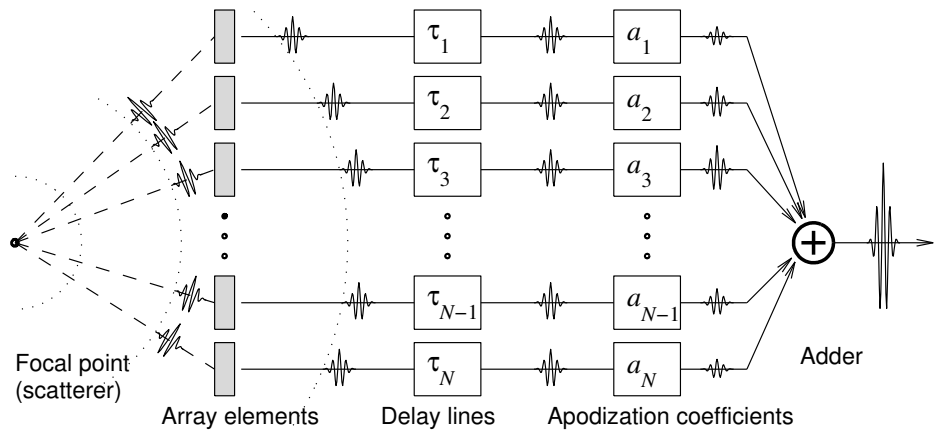 τ1 a1
τ2 a2
τ3 a3
τN−1 aN−1
τN aN
+
Focal point
(scatterer)
Adder
Array elements Delay lines Apodization coefficients